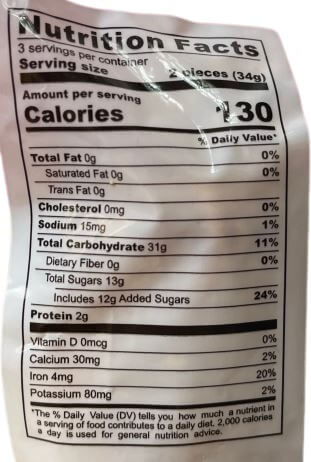 Nutrition Facts
3 servings per container
Serving size 2 pieces (34g)
Amount per serving
Calories 130
% Daily Value*
Total Fat 0g 0%
Saturated Fat 0g 0%
Trans Fat 0g
Cholesterol 0mg 0%
Sodium 15mg 1%
Total Carbohydrate 31g 11%
Dietary Fiber 0g 0%
Total Sugars 13g
Includes 12g Added Sugars 24%
Protein 2g
Vitamin D 0mcg 0%
Calcium 30mg 2%
Iron 4mg 20%
Potassium 80mg 2%
*The % Daily Value (DV) tells you how much a nutrient in
a serving of food contributes to a daily diet. 2,000 calories
a day is used for general nutrition advice.